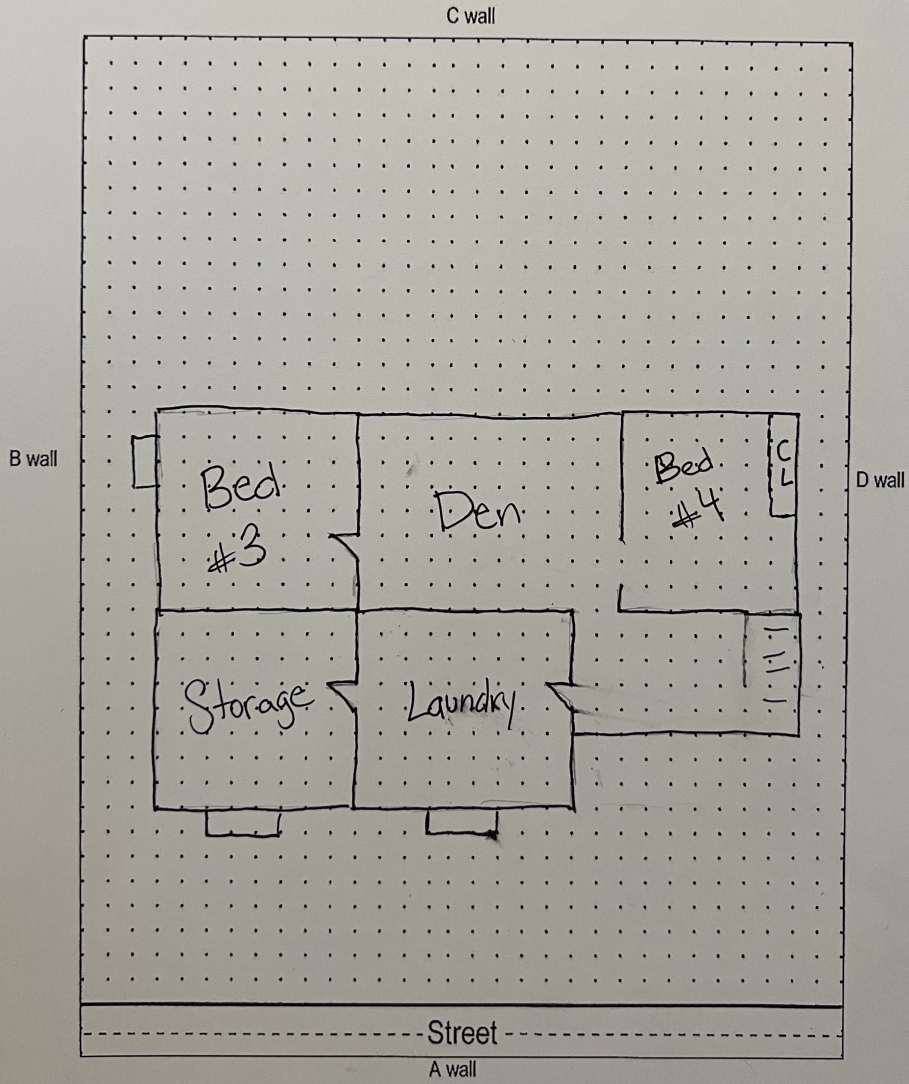 C wall
B wall
D wall
Bed
#3
Den
Bed
#4
C
L
Storage
Laundry
Street
A wall